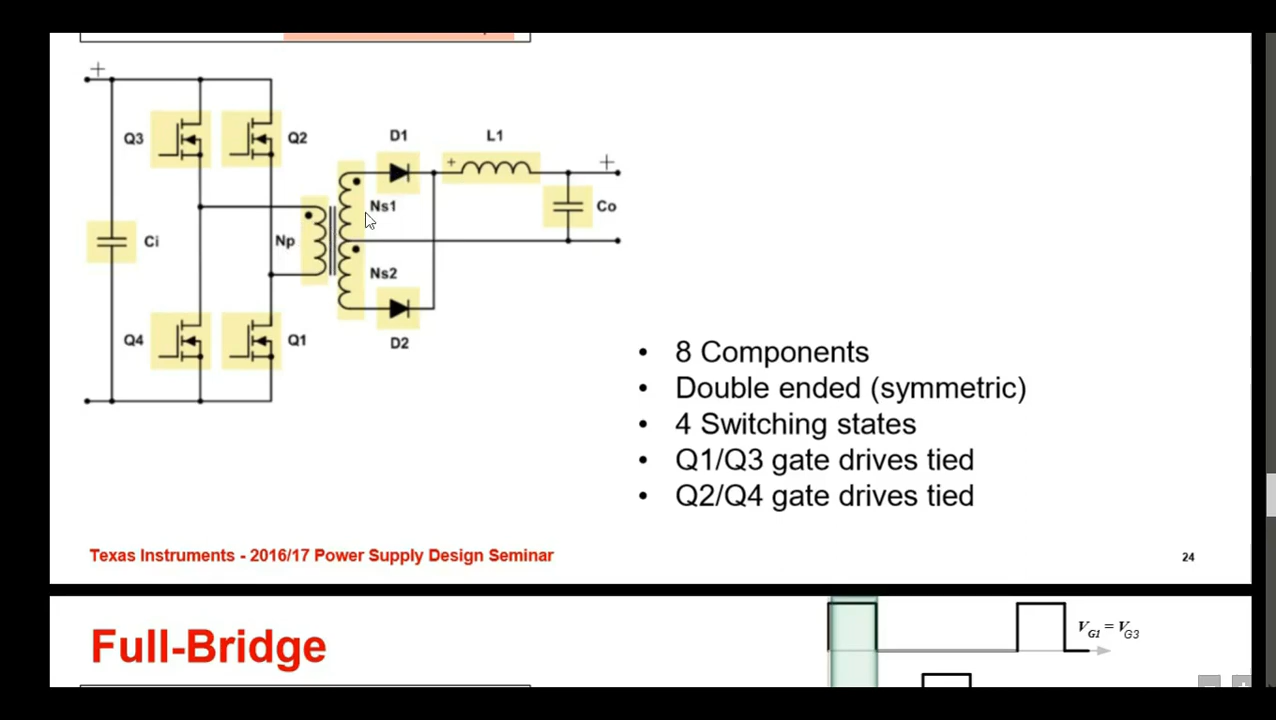 +
Q3
Q2
D1
L1
+
+
Ci
Np
Ns1
Co
Ns2
Q4
Q1
D2
• 8 Components
• Double ended (symmetric)
• 4 Switching states
• Q1/Q3 gate drives tied
• Q2/Q4 gate drives tied
Texas Instruments - 2016/17 Power Supply Design Seminar
24
Full-Bridge
VG1 = VG3